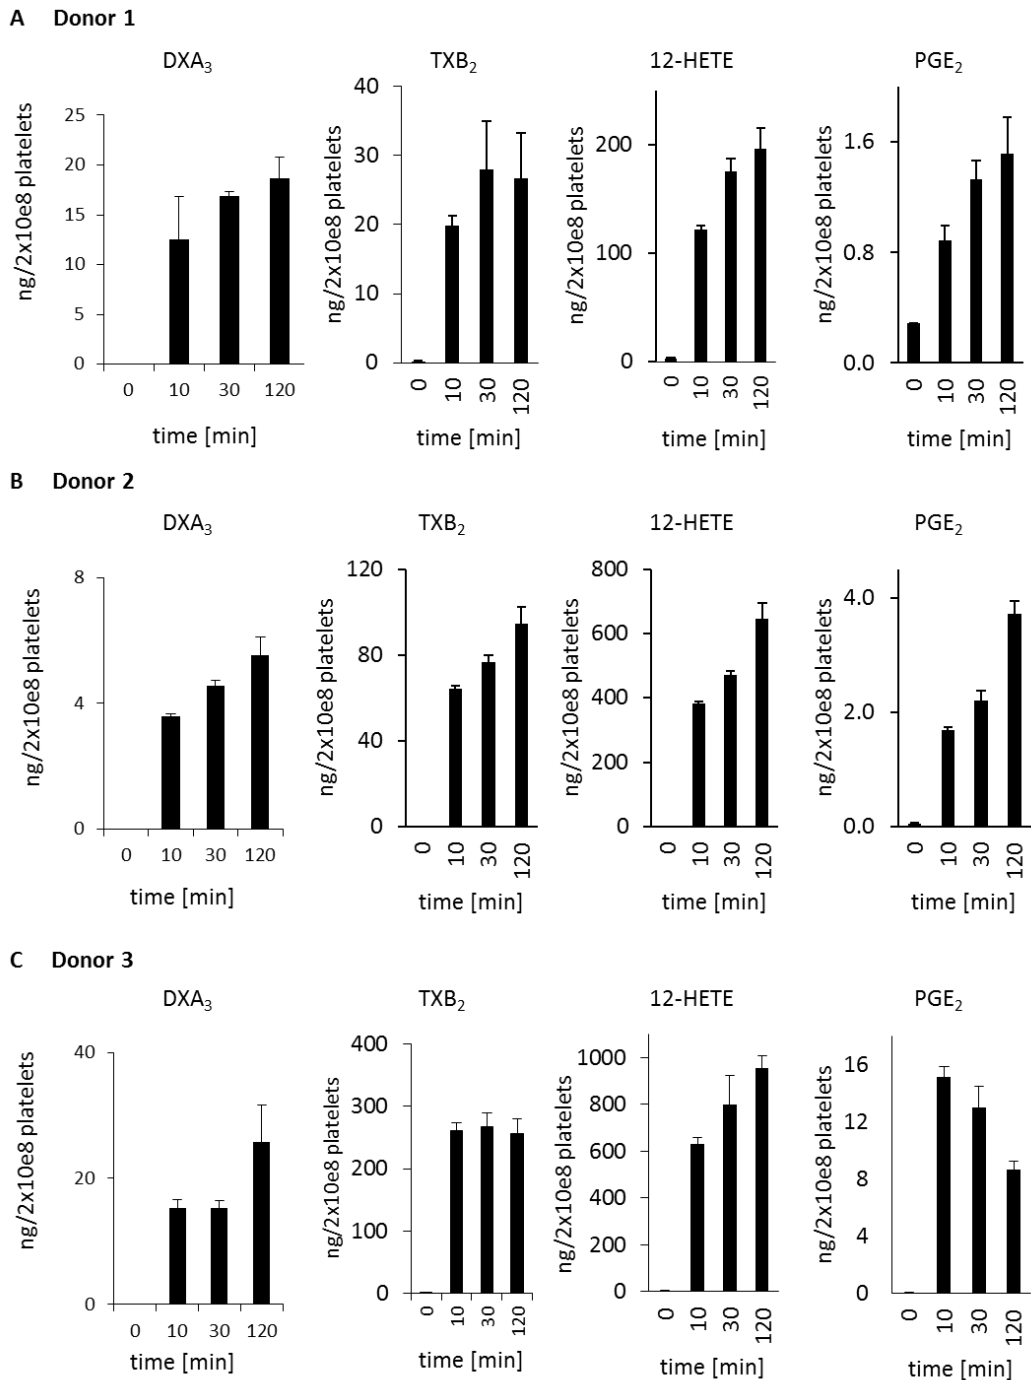 A Donor 1
DXA₃ TXB₂ 12-HETE PGE₂
ng/2x10e8 platelets
25
20
15
10
5
0
0 10 30 120
time [min]
ng/2x10e8 platelets
40
30
20
10
0
0 10 30 120
time [min]
ng/2x10e8 platelets
200
100
0
0 10 30 120
time [min]
ng/2x10e8 platelets
1.6
0.8
0.0
0 10 30 120
time [min]
B Donor 2
DXA₃ TXB₂ 12-HETE PGE₂
ng/2x10e8 platelets
8
4
0
0 10 30 120
time [min]
ng/2x10e8 platelets
120
80
40
0
0 10 30 120
time [min]
ng/2x10e8 platelets
800
600
400
200
0
0 10 30 120
time [min]
ng/2x10e8 platelets
4.0
2.0
0.0
0 10 30 120
time [min]
C Donor 3
DXA₃ TXB₂ 12-HETE PGE₂
ng/2x10e8 platelets
40
20
0
0 10 30 120
time [min]
ng/2x10e8 platelets
400
300
200
100
0
0 10 30 120
time [min]
ng/2x10e8 platelets
1000
800
600
400
200
0
0 10 30 120
time [min]
ng/2x10e8 platelets
16
12
8
4
0
0 10 30 120
time [min]